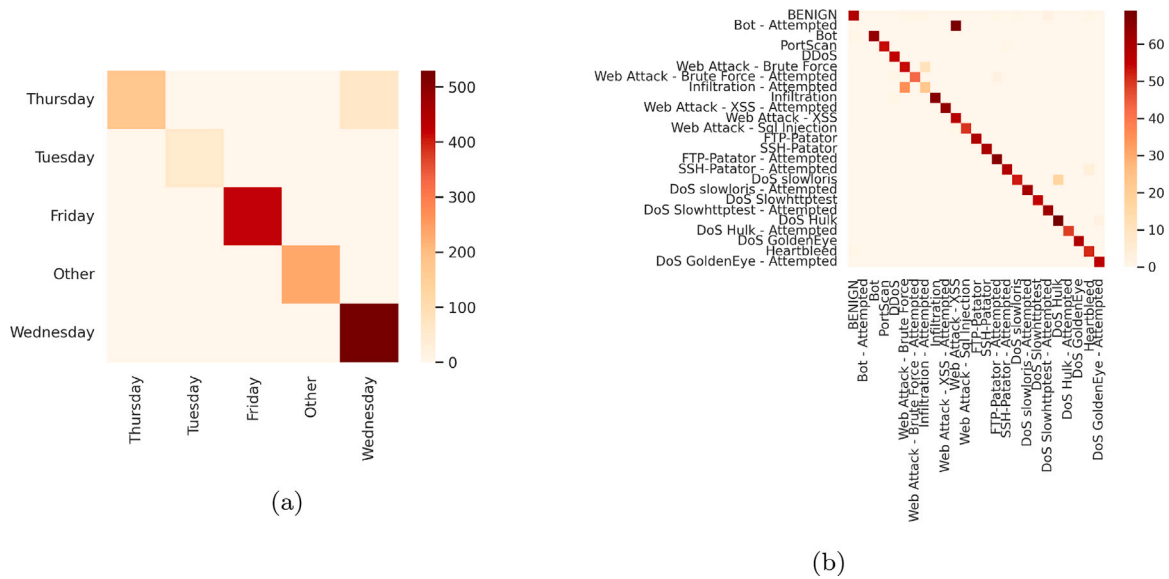 Thursday
Tuesday
Friday
Other
Wednesday
500
400
300
200
100
0
Thursday
Tuesday
Friday
Other
Wednesday
(a)
BENIGN
Bot - Attempted
Bot
PortScan
DDoS
Web Attack - Brute Force
Web Attack - Brute Force - Attempted
Infiltration - Attempted
Infiltration
Web Attack - XSS - Attempted
Web Attack - XSS
Web Attack - Sql Injection
FTP-Patator
SSH-Patator
FTP-Patator - Attempted
SSH-Patator - Attempted
DoS slowloris
DoS slowloris - Attempted
DoS Slowhttptest
DoS Slowhttptest - Attempted
DoS Hulk
DoS Hulk - Attempted
DoS GoldenEye
Heartbleed
DoS GoldenEye - Attempted
60
50
40
30
20
10
0
BENIGN
Bot - Attempted
Bot
PortScan
DDoS
Web Attack - Brute Force
Web Attack - Brute Force - Attempted
Infiltration - Attempted
Infiltration
Web Attack - XSS - Attempted
Web Attack - XSS
Web Attack - Sql Injection
FTP-Patator
SSH-Patator
FTP-Patator - Attempted
SSH-Patator - Attempted
DoS slowloris
DoS slowloris - Attempted
DoS Slowhttptest
DoS Slowhttptest - Attempted
DoS Hulk
DoS Hulk - Attempted
DoS GoldenEye
Heartbleed
DoS GoldenEye - Attempted
(b)